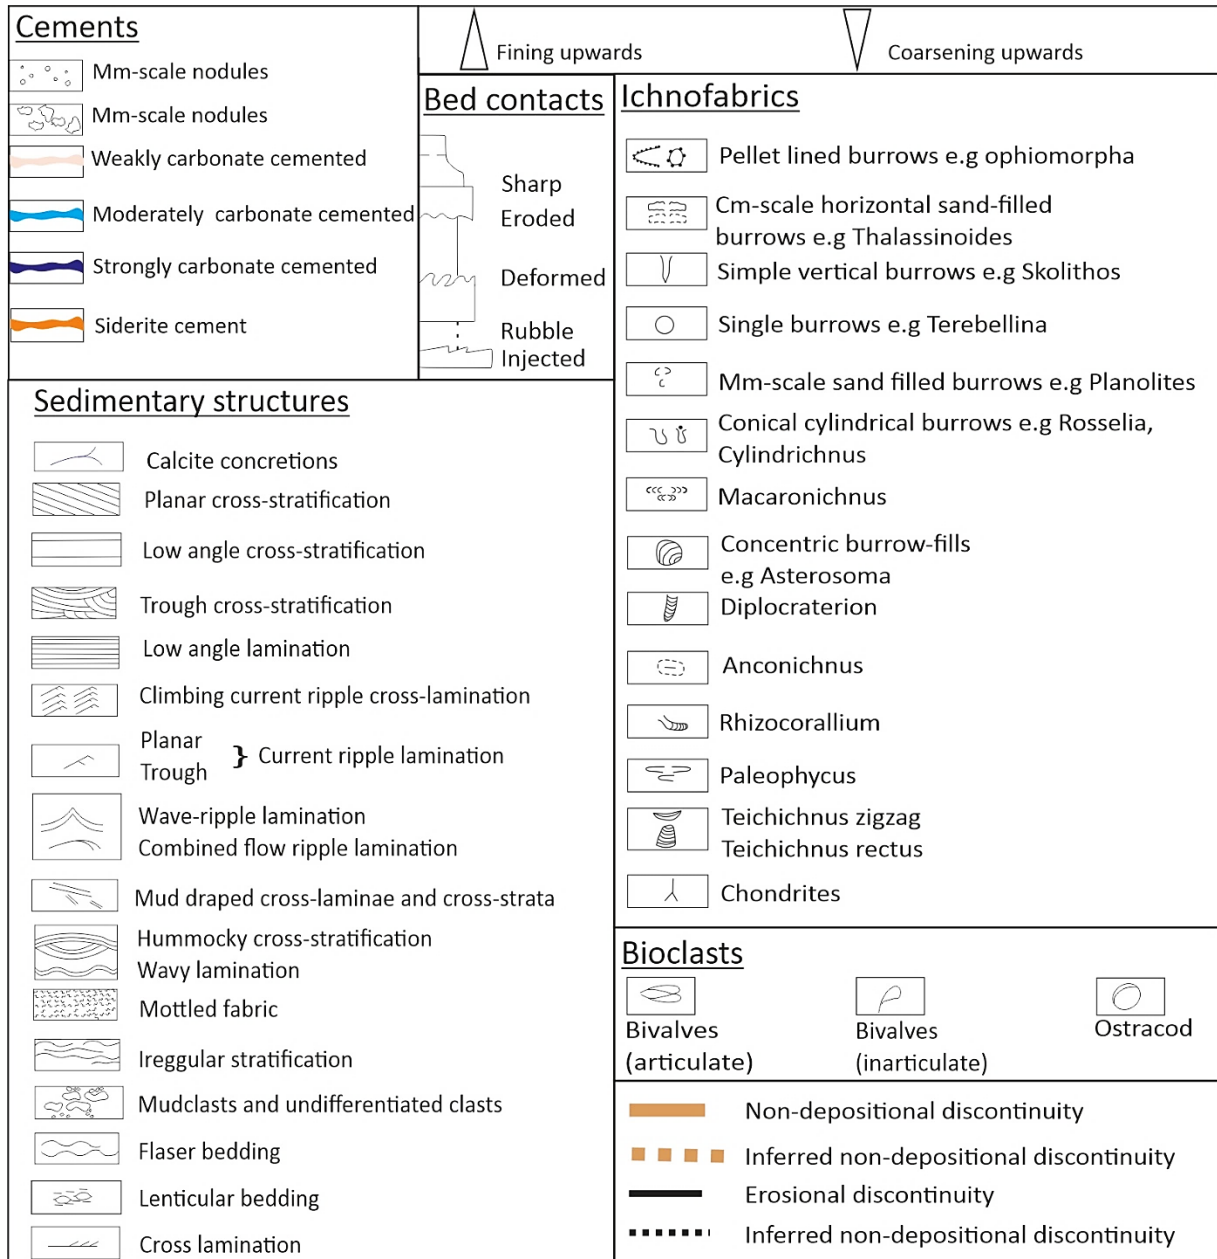 Cements
Mm-scale nodules
Mm-scale nodules
Weakly carbonate cemented
Moderately carbonate cemented
Strongly carbonate cemented
Siderite cement
Fining upwards
Coarsening upwards
Bed contacts
Sharp
Eroded
Deformed
Rubble
Injected
Ichnofabrics
Pellet lined burrows e.g ophiomorpha
Cm-scale horizontal sand-filled
burrows e.g Thalassinoides
Simple vertical burrows e.g Skolithos
Single burrows e.g Terebellina
Mm-scale sand filled burrows e.g Planolites
Conical cylindrical burrows e.g Rosselia,
Cylindrichnus
Macaronichnus
Concentric burrow-fills
e.g Asterosoma
Diplocraterion
Anconichnus
Rhizocorallium
Paleophycus
Teichichnus zigzag
Teichichnus rectus
Chondrites
Sedimentary structures
Calcite concretions
Planar cross-stratification
Low angle cross-stratification
Trough cross-stratification
Low angle lamination
Climbing current ripple cross-lamination
Planar
Trough
} Current ripple lamination
Wave-ripple lamination
Combined flow ripple lamination
Mud draped cross-laminae and cross-strata
Hummocky cross-stratification
Wavy lamination
Mottled fabric
Ireggular stratification
Mudclasts and undifferentiated clasts
Flaser bedding
Lenticular bedding
Cross lamination
Bioclasts
Bivalves
(articulate)
Bivalves
(inarticulate)
Ostracod
Non-depositional discontinuity
Inferred non-depositional discontinuity
Erosional discontinuity
Inferred non-depositional discontinuity